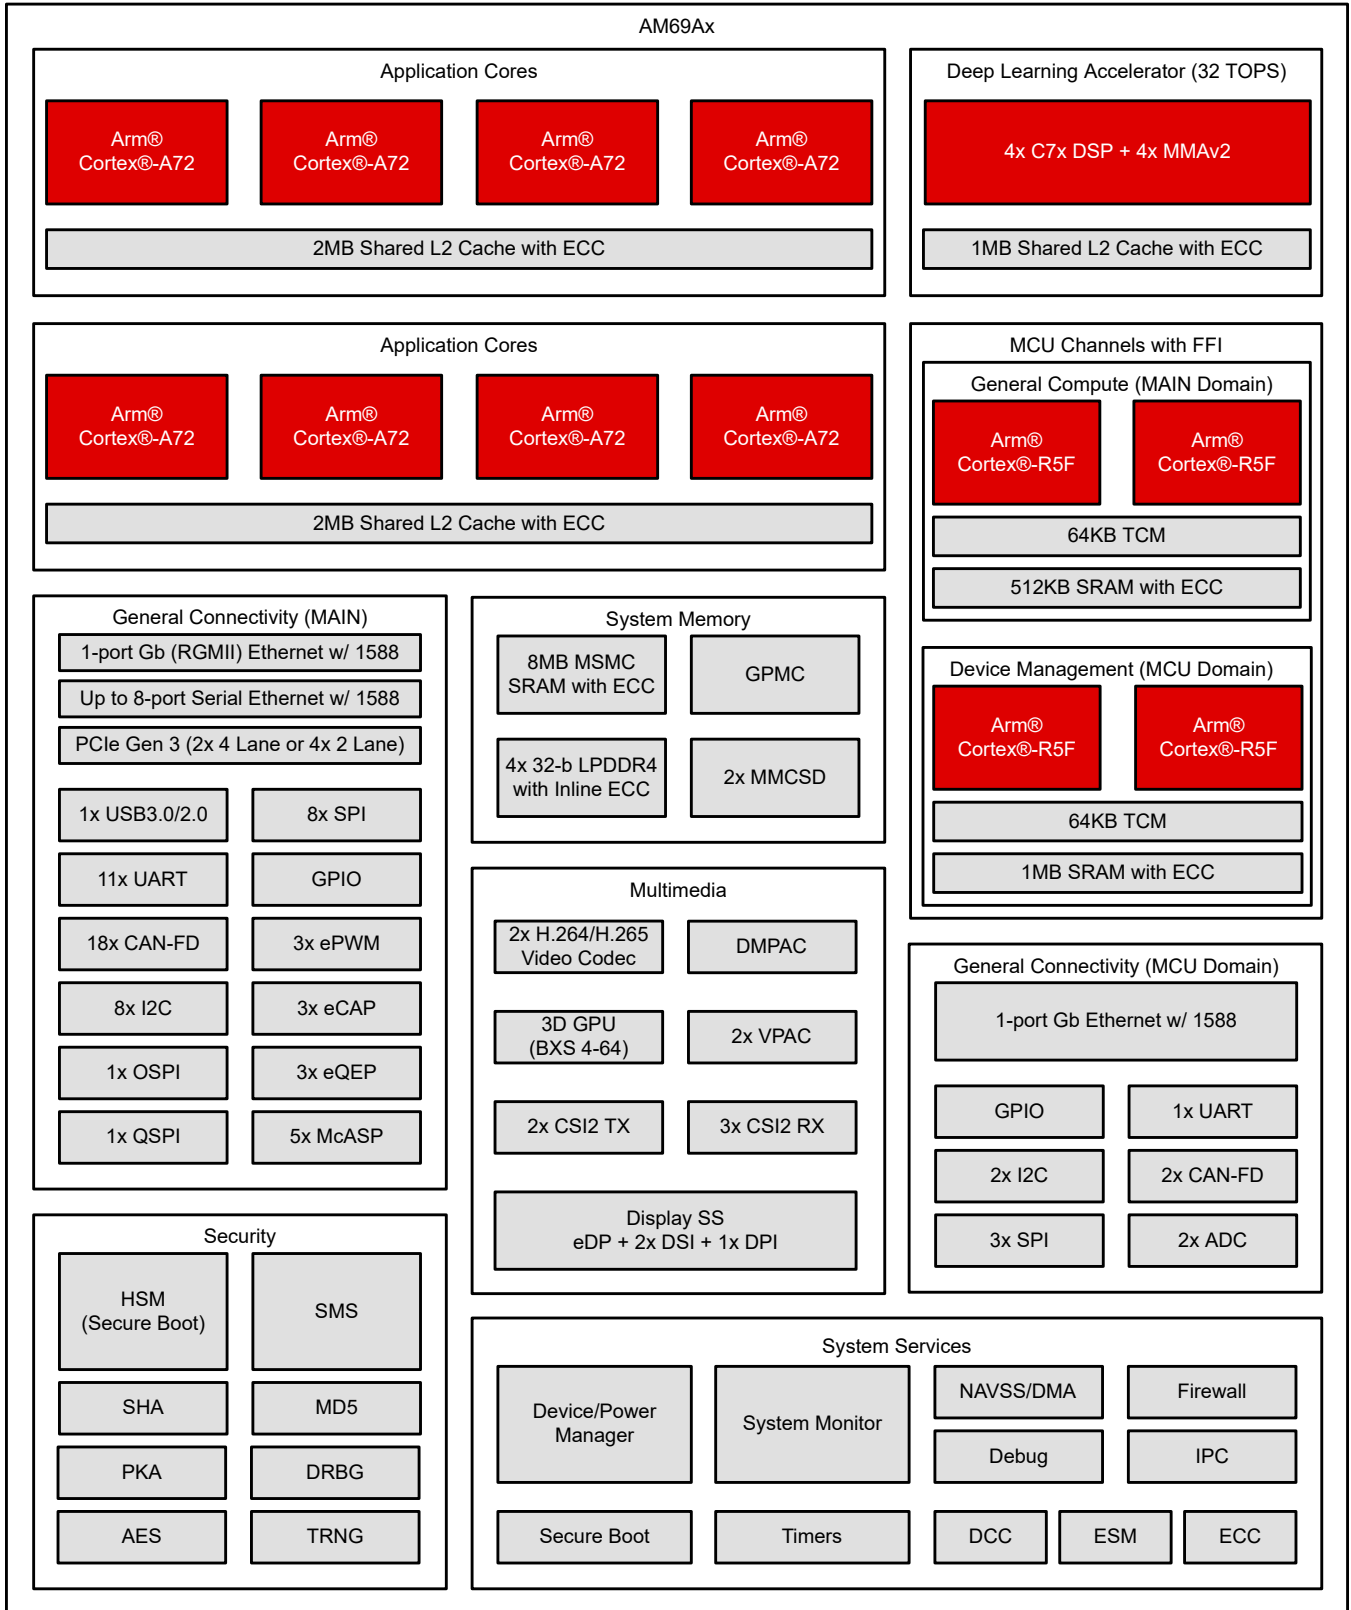 AM69Ax
Application Cores
Arm®
Cortex®-A72
Arm®
Cortex®-A72
Arm®
Cortex®-A72
Arm®
Cortex®-A72
2MB Shared L2 Cache with ECC
Deep Learning Accelerator (32 TOPS)
4x C7x DSP + 4x MMAv2
1MB Shared L2 Cache with ECC
Application Cores
Arm®
Cortex®-A72
Arm®
Cortex®-A72
Arm®
Cortex®-A72
Arm®
Cortex®-A72
2MB Shared L2 Cache with ECC
MCU Channels with FFI
General Compute (MAIN Domain)
Arm®
Cortex®-R5F
Arm®
Cortex®-R5F
64KB TCM
512KB SRAM with ECC
Device Management (MCU Domain)
Arm®
Cortex®-R5F
Arm®
Cortex®-R5F
64KB TCM
1MB SRAM with ECC
General Connectivity (MAIN)
1-port Gb (RGMII) Ethernet w/ 1588
Up to 8-port Serial Ethernet w/ 1588
PCIe Gen 3 (2x 4 Lane or 4x 2 Lane)
1x USB3.0/2.0
8x SPI
11x UART
GPIO
18x CAN-FD
3x ePWM
8x I2C
3x eCAP
1x OSPI
3x eQEP
1x QSPI
5x McASP
System Memory
8MB MSMC
SRAM with ECC
GPMC
4x 32-b LPDDR4
with Inline ECC
2x MMCSD
Multimedia
2x H.264/H.265
Video Codec
DMPAC
3D GPU
(BXS 4-64)
2x VPAC
2x CSI2 TX
3x CSI2 RX
Display SS
eDP + 2x DSI + 1x DPI
General Connectivity (MCU Domain)
1-port Gb Ethernet w/ 1588
GPIO
1x UART
2x I2C
2x CAN-FD
3x SPI
2x ADC
Security
HSM
(Secure Boot)
SMS
SHA
MD5
PKA
DRBG
AES
TRNG
System Services
Device/Power
Manager
System Monitor
NAVSS/DMA
Firewall
Debug
IPC
Secure Boot
Timers
DCC
ESM
ECC